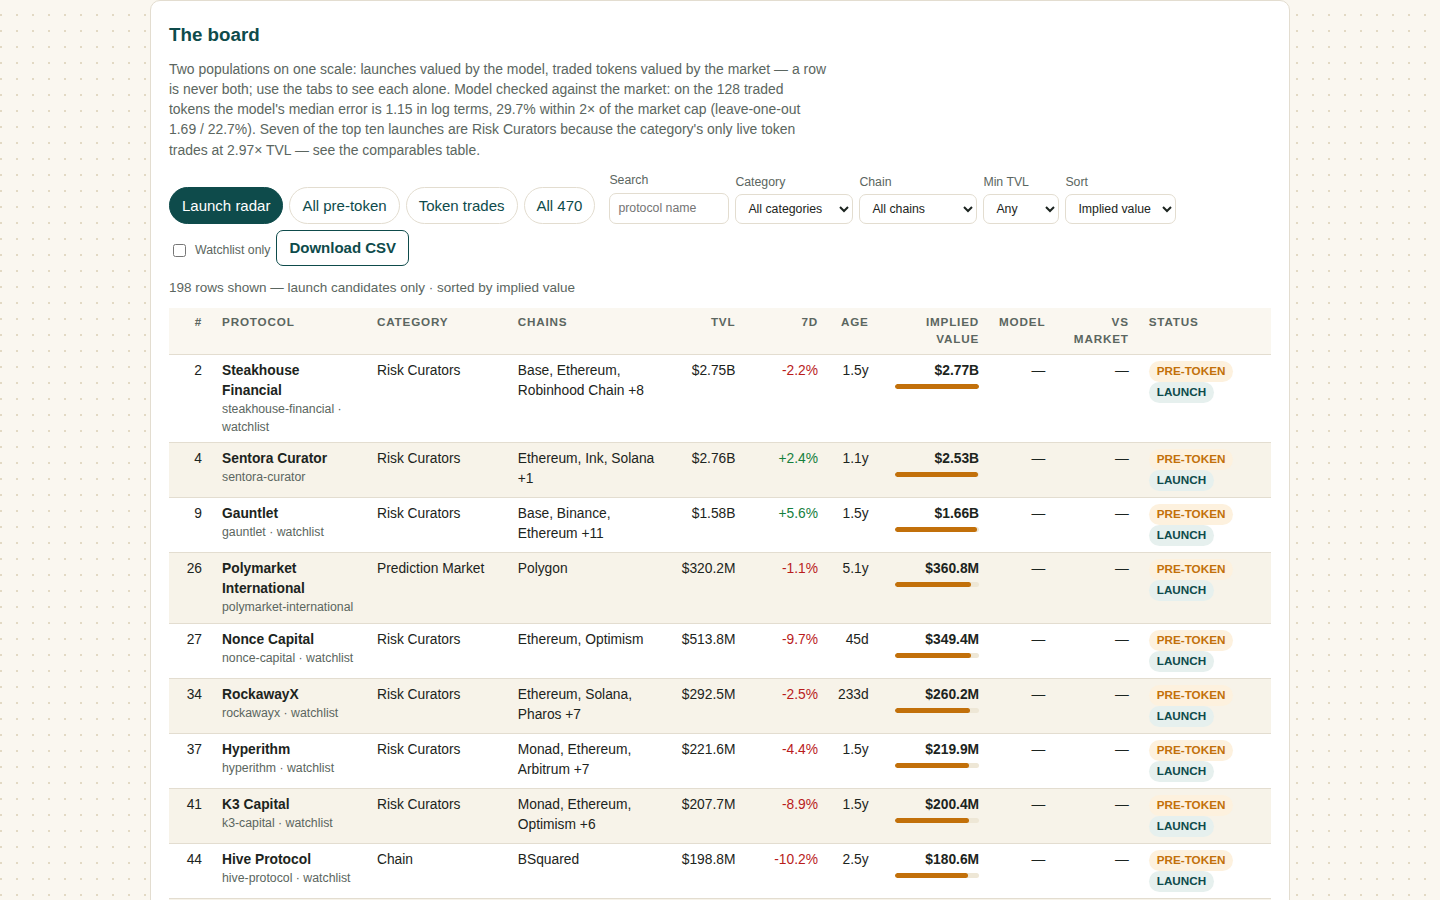 The board
Two populations on one scale: launches valued by the model, traded tokens valued by the market — a row
is never both; use the tabs to see each alone. Model checked against the market: on the 128 traded
tokens the model's median error is 1.15 in log terms, 29.7% within 2× of the market cap (leave-one-out
1.69 / 22.7%). Seven of the top ten launches are Risk Curators because the category's only live token
trades at 2.97× TVL — see the comparables table.
Search Category Chain Min TVL Sort
Launch radar All pre-token Token trades All 470 protocol name All categories All chains Any Implied value
Watchlist only Download CSV
198 rows shown — launch candidates only · sorted by implied value
# PROTOCOL CATEGORY CHAINS TVL 7D AGE IMPLIED MODEL VS STATUS
VALUE MARKET
2 Steakhouse Risk Curators Base, Ethereum, $2.75B -2.2% 1.5y $2.77B — — PRE-TOKEN
Financial Robinhood Chain +8 LAUNCH
steakhouse-financial ·
watchlist
4 Sentora Curator Risk Curators Ethereum, Ink, Solana $2.76B +2.4% 1.1y $2.53B — — PRE-TOKEN
sentora-curator +1 LAUNCH
9 Gauntlet Risk Curators Base, Binance, $1.58B +5.6% 1.5y $1.66B — — PRE-TOKEN
gauntlet · watchlist Ethereum +11 LAUNCH
26 Polymarket Prediction Market Polygon $320.2M -1.1% 5.1y $360.8M — — PRE-TOKEN
International LAUNCH
polymarket-international
27 Nonce Capital Risk Curators Ethereum, Optimism $513.8M -9.7% 45d $349.4M — — PRE-TOKEN
nonce-capital · watchlist LAUNCH
34 RockawayX Risk Curators Ethereum, Solana, $292.5M -2.5% 233d $260.2M — — PRE-TOKEN
rockawayx · watchlist Pharos +7 LAUNCH
37 Hyperithm Risk Curators Monad, Ethereum, $221.6M -4.4% 1.5y $219.9M — — PRE-TOKEN
hyperithm · watchlist Arbitrum +7 LAUNCH
41 K3 Capital Risk Curators Monad, Ethereum, $207.7M -8.9% 1.5y $200.4M — — PRE-TOKEN
k3-capital · watchlist Optimism +6 LAUNCH
44 Hive Protocol Chain BSquared $198.8M -10.2% 2.5y $180.6M — — PRE-TOKEN
hive-protocol · watchlist LAUNCH